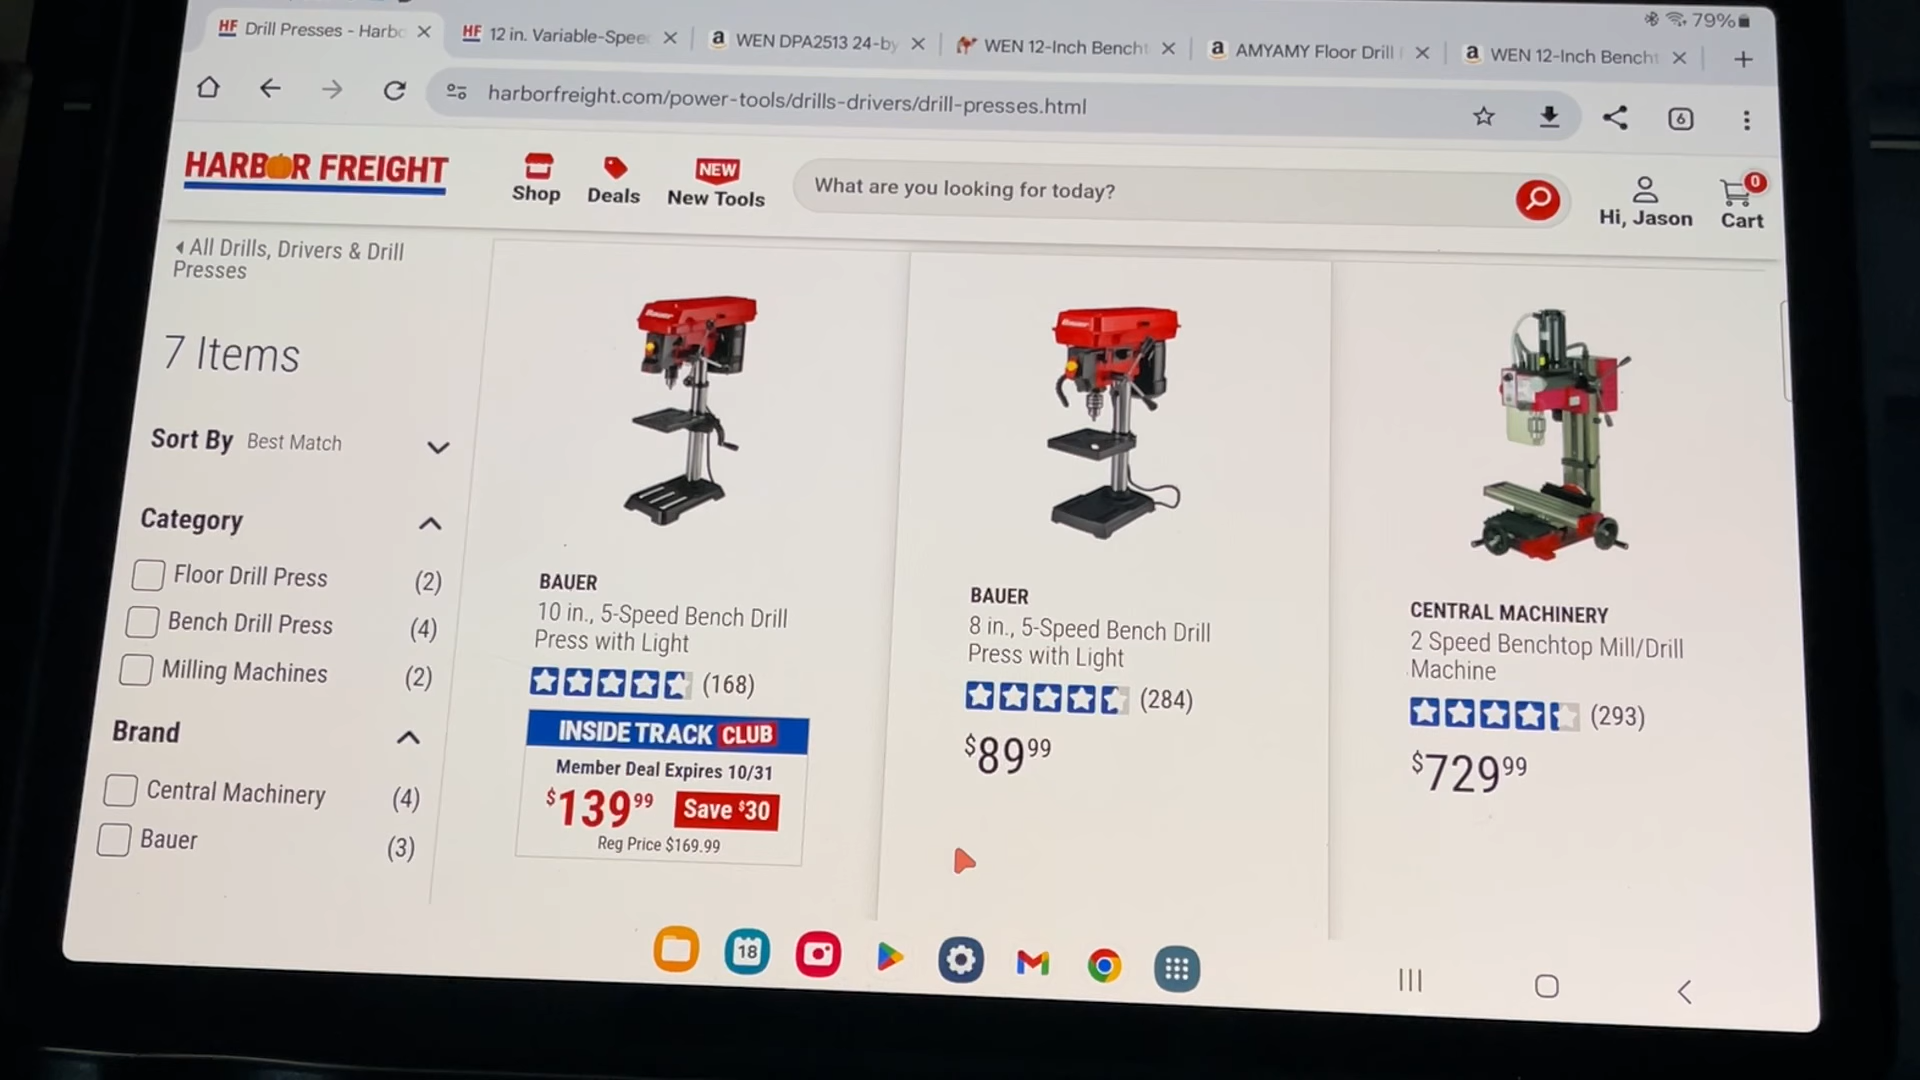 79%
HF Drill Presses - Harbo
HF 12 in. Variable-Spee
a WEN DPA2513 24-by
WEN 12-Inch Bencht
a AMYAMY Floor Drill
a WEN 12-Inch Bencht
harborfreight.com/power-tools/drills-drivers/drill-presses.html
6
HARBOR FREIGHT
Shop
Deals
NEW
New Tools
What are you looking for today?
Hi, Jason
0
Cart
All Drills, Drivers & Drill
Presses
7 Items
Sort By Best Match
Category
Floor Drill Press (2)
Bench Drill Press (4)
Milling Machines (2)
Brand
Central Machinery (4)
Bauer (3)
Bauer
BAUER
10 in., 5-Speed Bench Drill
Press with Light
(168)
INSIDE TRACK CLUB
Member Deal Expires 10/31
$139.99 Save $30
Reg Price $169.99
Bauer
BAUER
8 in., 5-Speed Bench Drill
Press with Light
(284)
$89.99
CENTRAL MACHINERY
2 Speed Benchtop Mill/Drill
Machine
(293)
$729.99
18